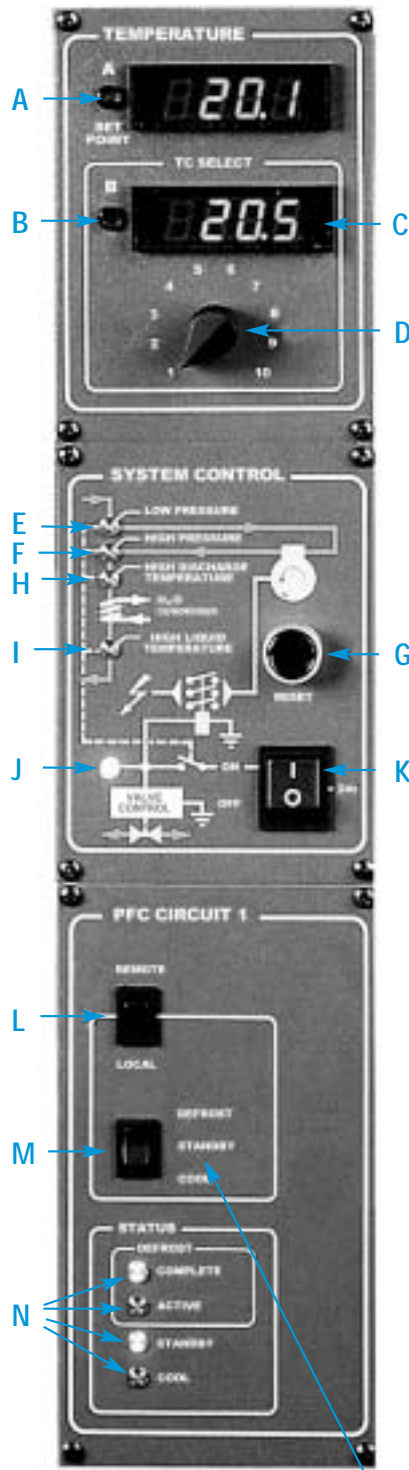 TEMPERATURE
A
A
20.1
SET
POINT
TC SELECT
B
B
20.5
C
5 6
4 7
3 8
D
2 9
1 10
SYSTEM CONTROL
LOW PRESSURE
E
HIGH PRESSURE
F
HIGH DISCHARGE
TEMPERATURE
H
H₂O
CONDENSER
HIGH LIQUID
TEMPERATURE
I
G
RESET
J
ON
I
O
K
VALVE
CONTROL
OFF
PFC CIRCUIT 1
REMOTE
L
LOCAL
DEFROST
M
STANDBY
COOL
STATUS
DEFROST
COMPLETE
ACTIVE
N
STANDBY
COOL